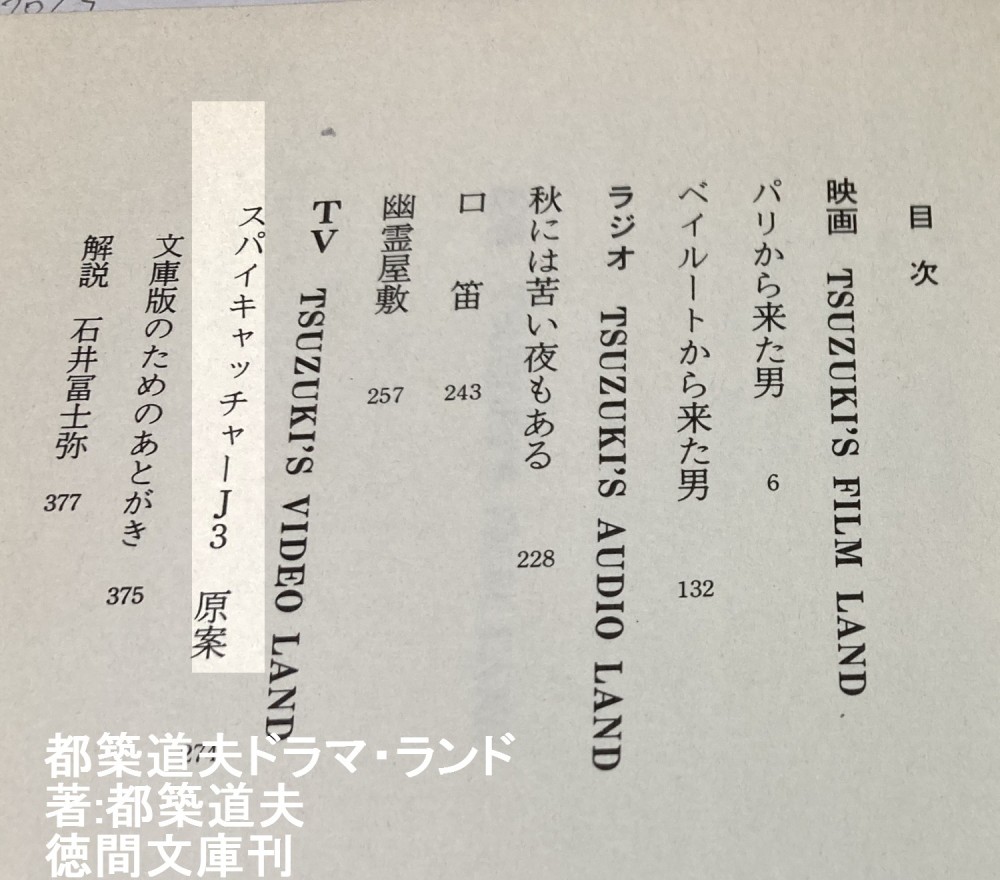 目次
映画 TSUZUKI'S FILM LAND
パリから来た男 6
ベイルートから来た男 132
ラジオ TSUZUKI'S AUDIO LAND
秋には苦い夜もある 228
口笛 243
幽霊屋敷 257
TV TSUZUKI'S VIDEO LAND
スパイキャッチャーJ3 原案 274
文庫版のためのあとがき 375
解説 石井冨士弥 377
都築道夫ドラマ・ランド
著:都築道夫
徳間文庫刊